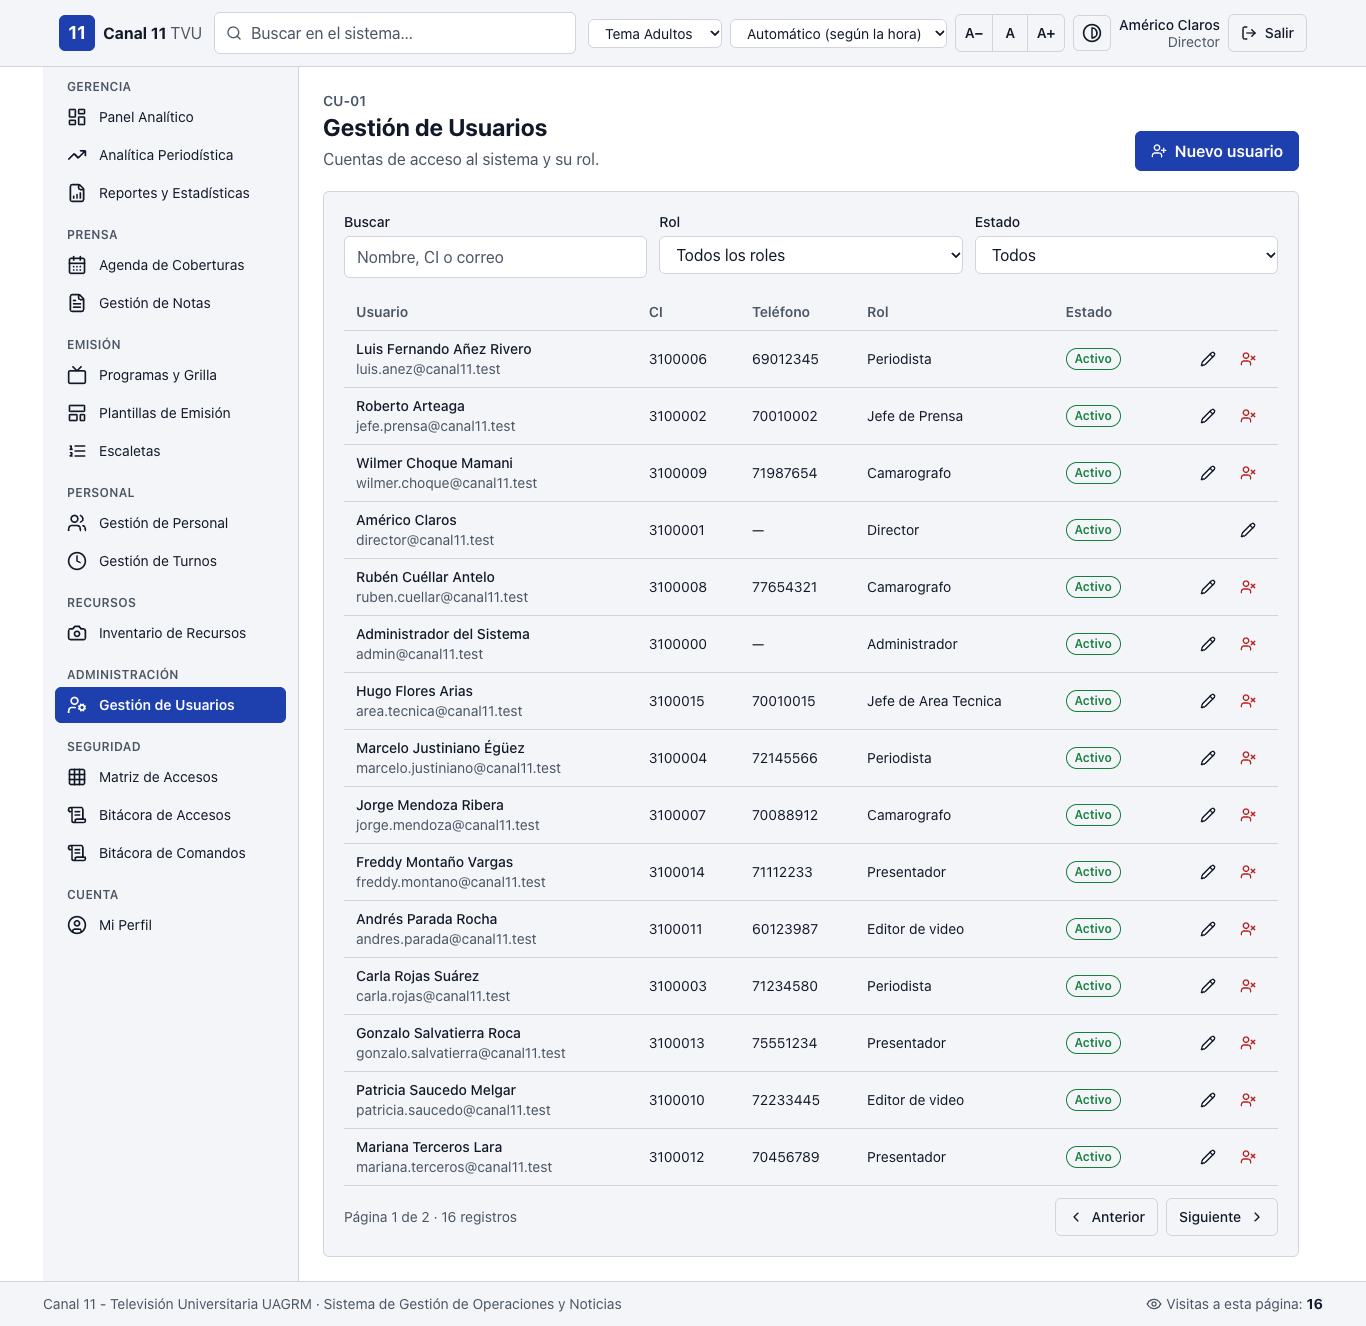 11 Canal 11 TVU
Buscar en el sistema...
Tema Adultos
Automático (según la hora)
A− A A+
Américo Claros
Director
Salir
GERENCIA
Panel Analítico
Analítica Periodística
Reportes y Estadísticas
PRENSA
Agenda de Coberturas
Gestión de Notas
EMISIÓN
Programas y Grilla
Plantillas de Emisión
Escaletas
PERSONAL
Gestión de Personal
Gestión de Turnos
RECURSOS
Inventario de Recursos
ADMINISTRACIÓN
Gestión de Usuarios
SEGURIDAD
Matriz de Accesos
Bitácora de Accesos
Bitácora de Comandos
CUENTA
Mi Perfil
CU-01
Gestión de Usuarios
Cuentas de acceso al sistema y su rol.
Nuevo usuario
Buscar Rol Estado
Nombre, CI o correo Todos los roles Todos
Usuario CI Teléfono Rol Estado
Luis Fernando Añez Rivero
luis.anez@canal11.test
3100006 69012345 Periodista Activo
Roberto Arteaga
jefe.prensa@canal11.test
3100002 70010002 Jefe de Prensa Activo
Wilmer Choque Mamani
wilmer.choque@canal11.test
3100009 71987654 Camarografo Activo
Américo Claros
director@canal11.test
3100001 — Director Activo
Rubén Cuéllar Antelo
ruben.cuellar@canal11.test
3100008 77654321 Camarografo Activo
Administrador del Sistema
admin@canal11.test
3100000 — Administrador Activo
Hugo Flores Arias
area.tecnica@canal11.test
3100015 70010015 Jefe de Area Tecnica Activo
Marcelo Justiniano Égüez
marcelo.justiniano@canal11.test
3100004 72145566 Periodista Activo
Jorge Mendoza Ribera
jorge.mendoza@canal11.test
3100007 70088912 Camarografo Activo
Freddy Montaño Vargas
freddy.montano@canal11.test
3100014 71112233 Presentador Activo
Andrés Parada Rocha
andres.parada@canal11.test
3100011 60123987 Editor de video Activo
Carla Rojas Suárez
carla.rojas@canal11.test
3100003 71234580 Periodista Activo
Gonzalo Salvatierra Roca
gonzalo.salvatierra@canal11.test
3100013 75551234 Presentador Activo
Patricia Saucedo Melgar
patricia.saucedo@canal11.test
3100010 72233445 Editor de video Activo
Mariana Terceros Lara
mariana.terceros@canal11.test
3100012 70456789 Presentador Activo
Página 1 de 2 · 16 registros
Anterior
Siguiente
Canal 11 - Televisión Universitaria UAGRM · Sistema de Gestión de Operaciones y Noticias
Visitas a esta página: 16